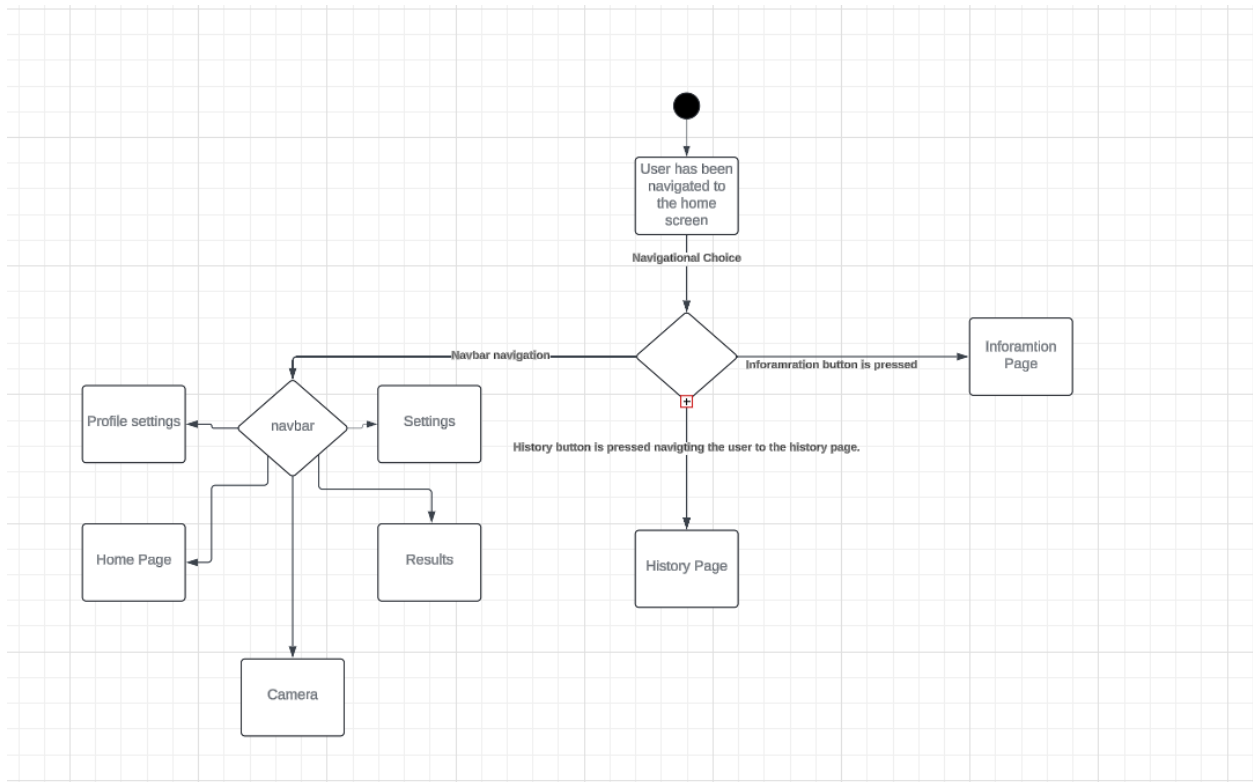 User has been
navigated to
the home
screen
Navigational Choice
Navbar navigation
Inforamration button is pressed
Inforamtion
Page
Profile settings
navbar
Settings
History button is pressed navigting the user to the history page.
Home Page
Results
History Page
Camera